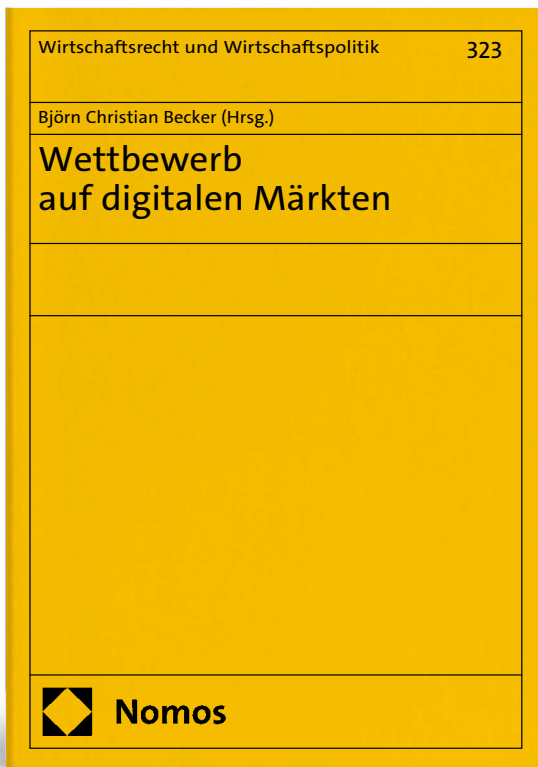 Wirtschaftsrecht und Wirtschaftspolitik 323
Björn Christian Becker (Hrsg.)
Wettbewerb
auf digitalen Märkten
Nomos